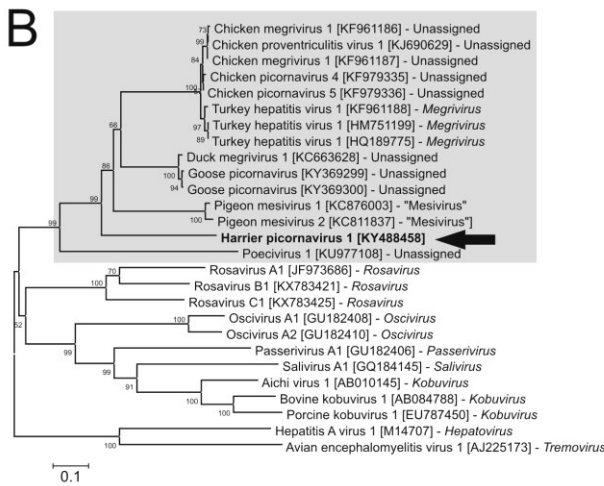 B
73
Chicken megrivirus 1 [KF961186] - Unassigned
99
Chicken proventriculitis virus 1 [KJ690629] - Unassigned
84
Chicken megrivirus 1 [KF961187] - Unassigned
100
Chicken picornavirus 4 [KF979335] - Unassigned
Chicken picornavirus 5 [KF979336] - Unassigned
Turkey hepatitis virus 1 [KF961188] - Megrivirus
66
97
Turkey hepatitis virus 1 [HM751199] - Megrivirus
89
Turkey hepatitis virus 1 [HQ189775] - Megrivirus
Duck megrivirus 1 [KC663628] - Unassigned
86
100
Goose picornavirus [KY369299] - Unassigned
94
Goose picornavirus [KY369300] - Unassigned
Pigeon mesivirus 1 [KC876003] - "Mesivirus"
99
100
Pigeon mesivirus 2 [KC811837] - "Mesivirus"]
Harrier picornavirus 1 [KY488458]
99
Poecivirus 1 [KU977108] - Unassigned
70
Rosavirus A1 [JF973686] - Rosavirus
100
Rosavirus B1 [KX783421] - Rosavirus
Rosavirus C1 [KX783425] - Rosavirus
52
100
Oscivirus A1 [GU182408] - Oscivirus
Oscivirus A2 [GU182410] - Oscivirus
99
Passerivirus A1 [GU182406] - Passerivirus
99
Salivirus A1 [GQ184145] - Salivirus
91
Aichi virus 1 [AB010145] - Kobuvirus
100
Bovine kobuvirus 1 [AB084788] - Kobuvirus
100
Porcine kobuvirus 1 [EU787450] - Kobuvirus
Hepatitis A virus 1 [M14707] - Hepatovirus
100
Avian encephalomyelitis virus 1 [AJ225173] - Tremovirus
0.1